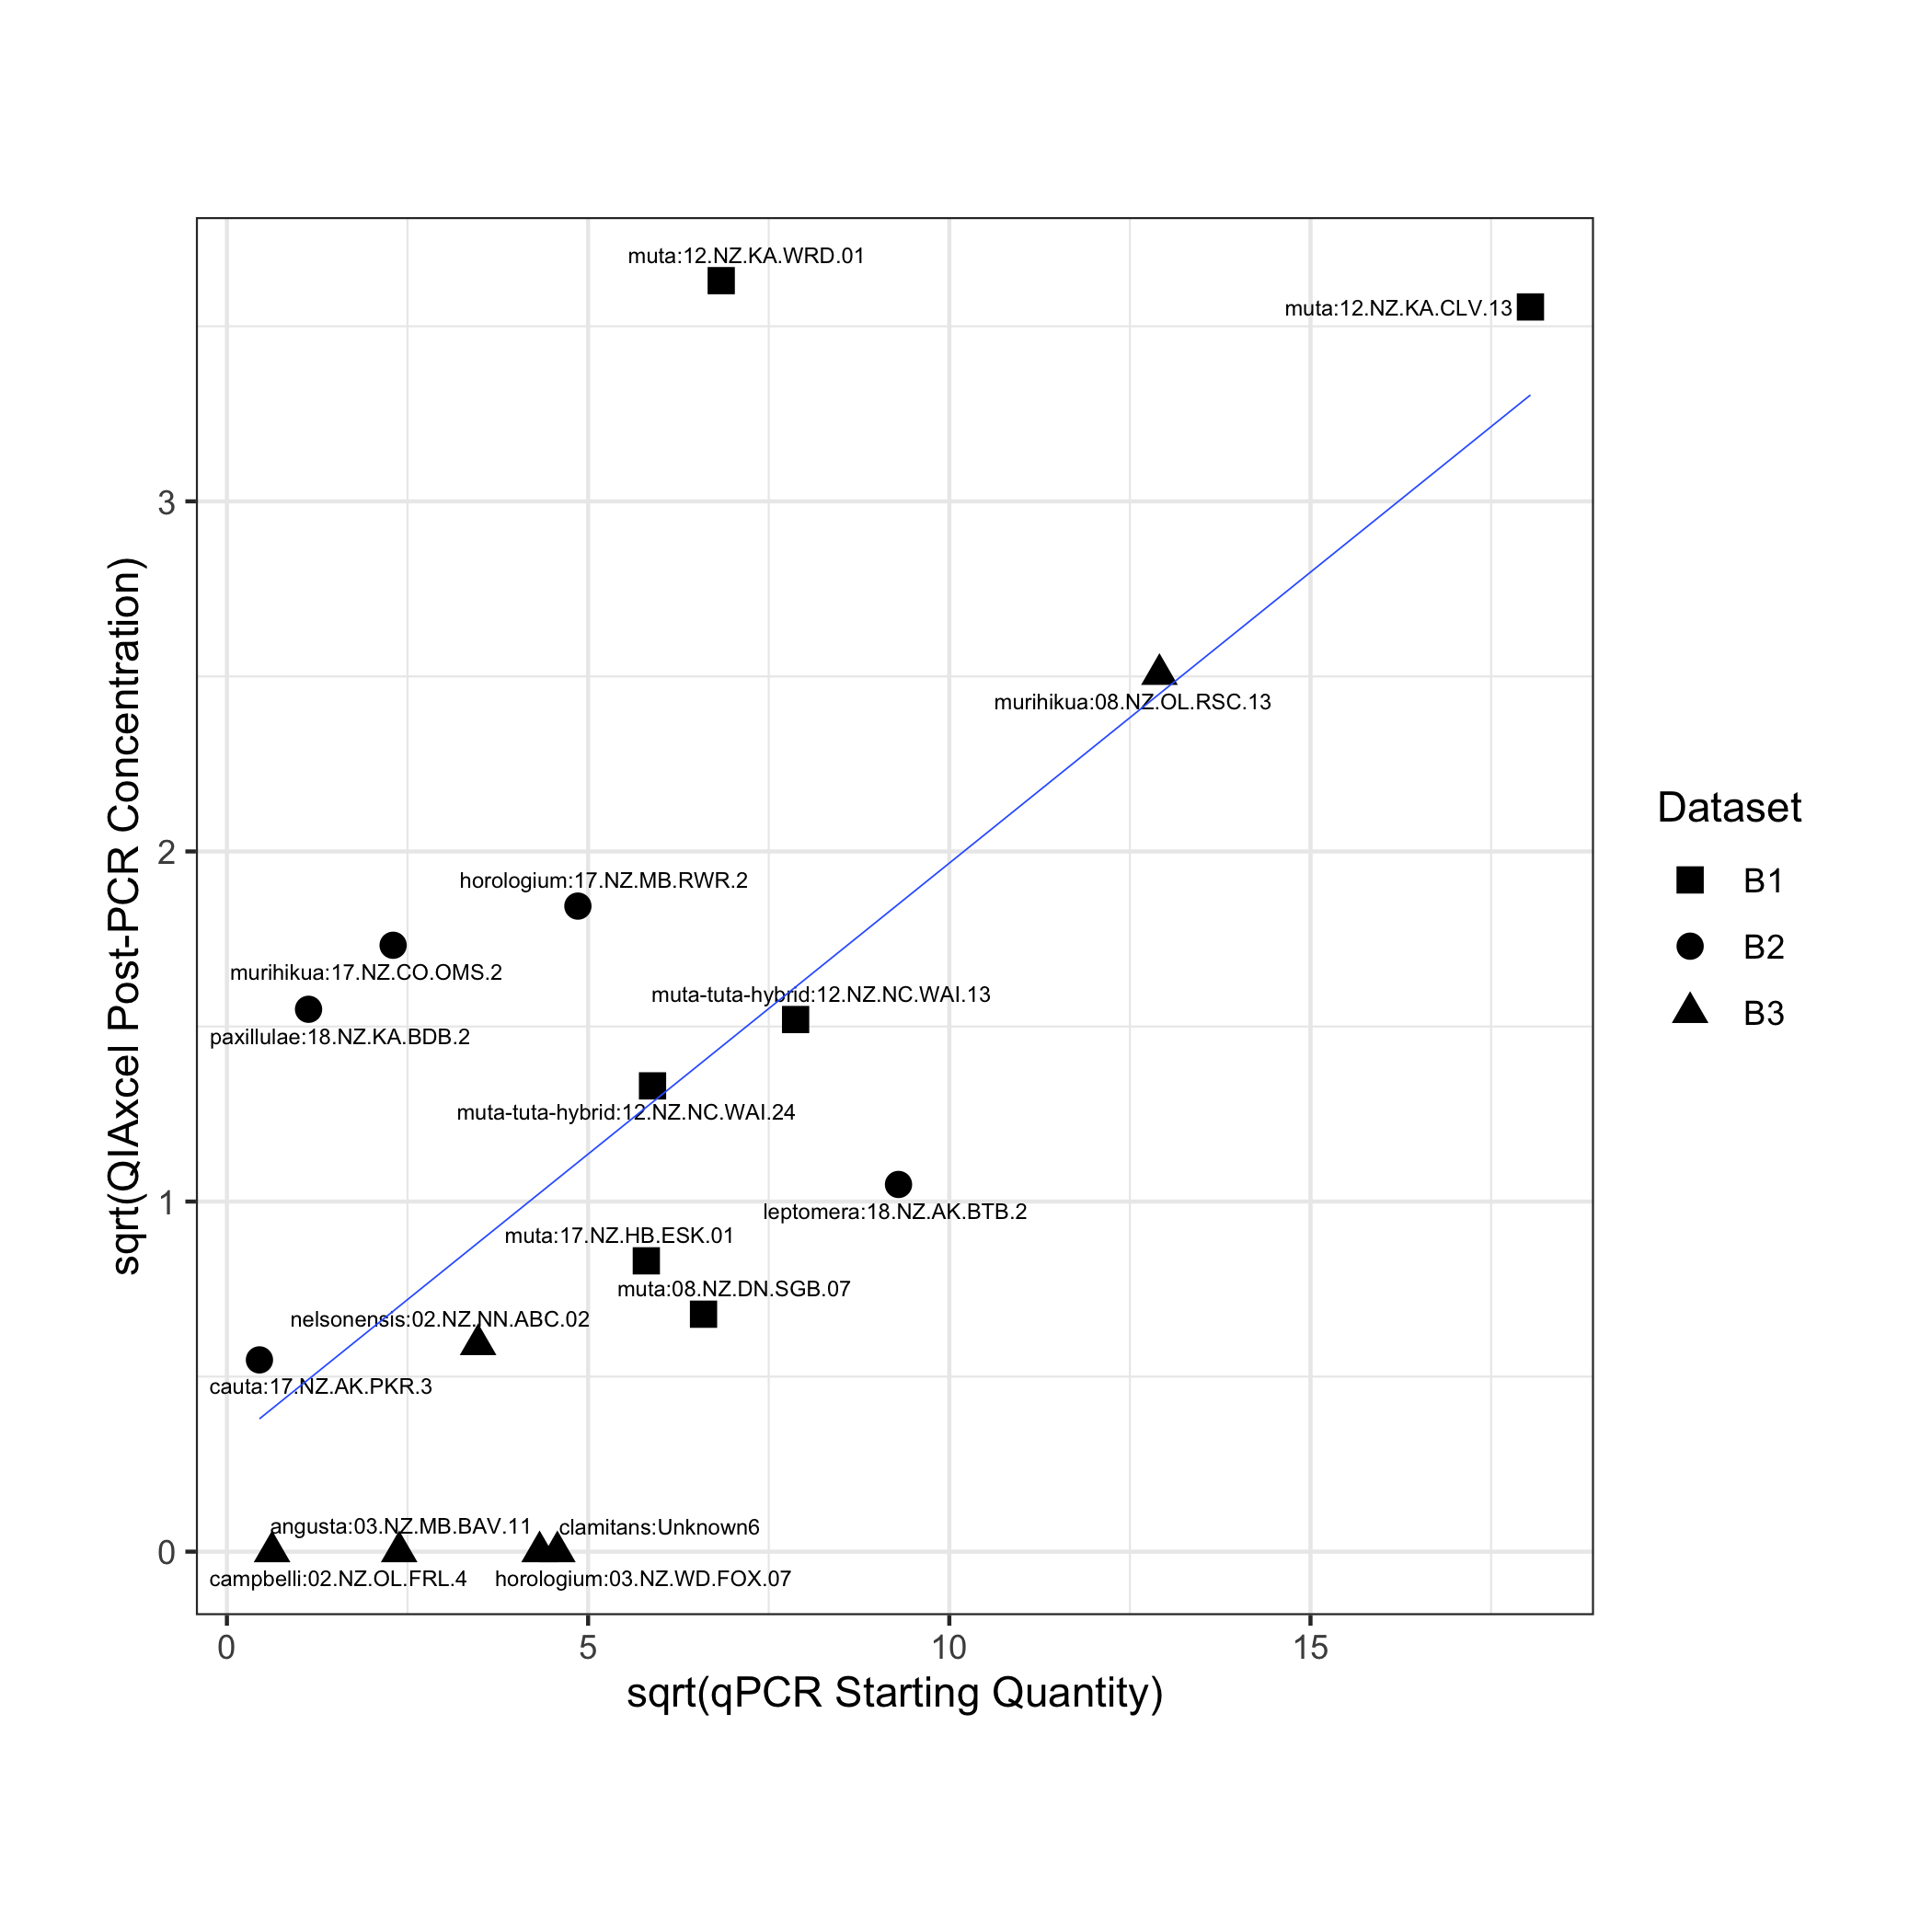 muta:12.NZ.KA.WRD.01
muta:12.NZ.KA.CLV.13
3
murihikua:08.NZ.OL.RSC.13
2
horologium:17.NZ.MB.RWR.2
murihikua:17.NZ.CO.OMS.2
muta-tuta-hybrid:12.NZ.NC.WAI.13
paxillulae:18.NZ.KA.BDB.2
muta-tuta-hybrid:12.NZ.NC.WAI.24
1
leptomera:18.NZ.AK.BTB.2
muta:17.NZ.HB.ESK.01
muta:08.NZ.DN.SGB.07
nelsonensis:02.NZ.NN.ABC.02
cauta:17.NZ.AK.PKR.3
angusta:03.NZ.MB.BAV.11
clamitans:Unknown6
0
campbelli:02.NZ.OL.FRL.4
horologium:03.NZ.WD.FOX.07
0 5 10 15
sqrt(qPCR Starting Quantity)
sqrt(QIAxcel Post-PCR Concentration)
Dataset
B1
B2
B3